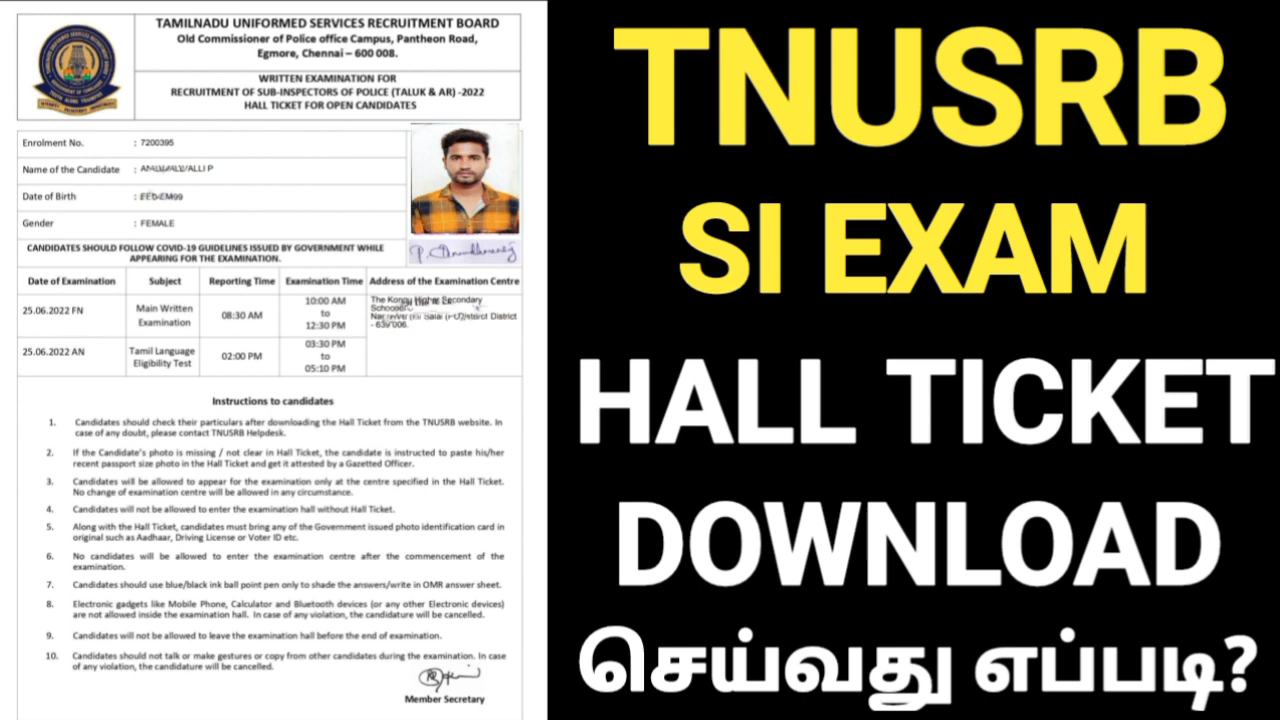 TAMILNADU UNIFORMED SERVICES RECRUITMENT BOARD
Old Commissioner of Police office Campus, Pantheon Road,
Egmore, Chennai – 600 008.
WRITTEN EXAMINATION FOR
RECRUITMENT OF SUB-INSPECTORS OF POLICE (TALUK & AR) -2022
HALL TICKET FOR OPEN CANDIDATES
Enrolment No. : 7200395
Name of the Candidate :
Date of Birth :
Gender : FEMALE
CANDIDATES SHOULD FOLLOW COVID-19 GUIDELINES ISSUED BY GOVERNMENT WHILE
APPEARING FOR THE EXAMINATION.
Date of Examination Subject Reporting Time Examination Time Address of the Examination Centre
25.06.2022 FN
Main Written
Examination
08:30 AM
10:00 AM
to
12:30 PM
The Kongu Higher Secondary
25.06.2022 AN
Tamil Language
Eligibility Test
02:00 PM
03:30 PM
to
05:10 PM
Instructions to candidates
1. Candidates should check their particulars after downloading the Hall Ticket from the TNUSRB website. In
case of any doubt, please contact TNUSRB Helpdesk.
2. If the Candidate's photo is missing / not clear in Hall Ticket, the candidate is instructed to paste his/her
recent passport size photo in the Hall Ticket and get it attested by a Gazetted Officer.
3. Candidates will be allowed to appear for the examination only at the centre specified in the Hall Ticket.
No change of examination centre will be allowed in any circumstance.
4. Candidates will not be allowed to enter the examination hall without Hall Ticket.
5. Along with the Hall Ticket, candidates must bring any of the Government issued photo identification card in
original such as Aadhaar, Driving License or Voter ID etc.
6. No candidates will be allowed to enter the examination centre after the commencement of the
examination.
7. Candidates should use blue/black ink ball point pen only to shade the answers/write in OMR answer sheet.
8. Electronic gadgets like Mobile Phone, Calculator and Bluetooth devices (or any other Electronic devices)
are not allowed inside the examination hall. In case of any violation, the candidature will be cancelled.
9. Candidates will not be allowed to leave the examination hall before the end of examination.
10. Candidates should not talk or make gestures or copy from other candidates during the examination. In case
of any violation, the candidature will be cancelled.
Member Secretary
TNUSRB
SI EXAM
HALL TICKET
DOWNLOAD
செய்வது எப்படி?